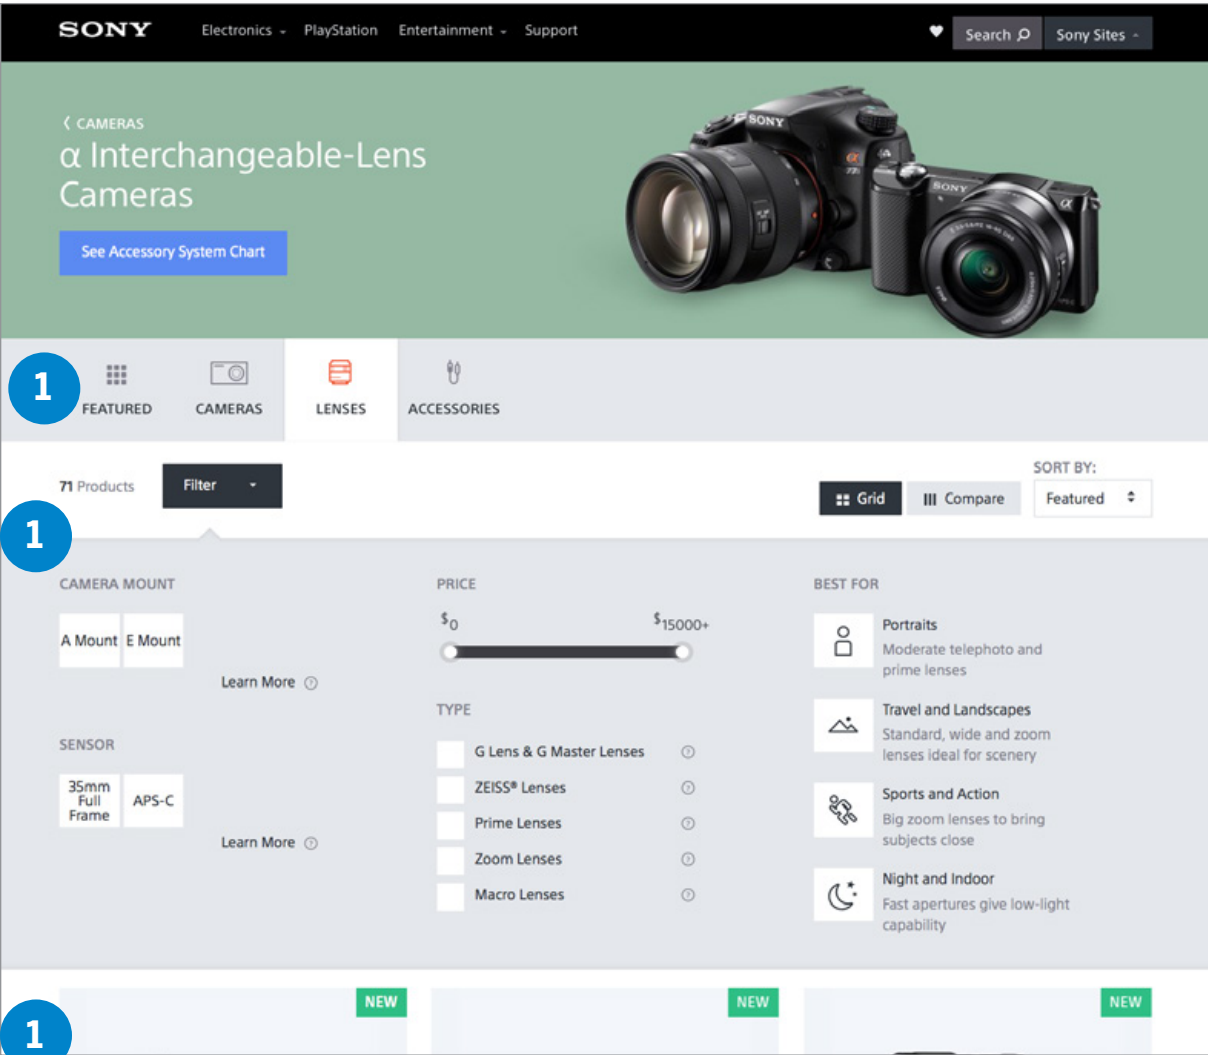 SONY
Electronics PlayStation Entertainment Support Search Sony Sites
‹ CAMERAS
α Interchangeable-Lens
Cameras
See Accessory System Chart
SONY
α
77
SONY
α
1
FEATURED CAMERAS LENSES ACCESSORIES
71 Products Filter
Grid Compare
SORT BY:
Featured
1
CAMERA MOUNT
A Mount E Mount
Learn More ?
SENSOR
35mm
Full
Frame
APS-C
Learn More ?
PRICE
$0 $15000+
TYPE
G Lens & G Master Lenses ?
ZEISS® Lenses ?
Prime Lenses ?
Zoom Lenses ?
Macro Lenses ?
BEST FOR
Portraits
Moderate telephoto and
prime lenses
Travel and Landscapes
Standard, wide and zoom
lenses ideal for scenery
Sports and Action
Big zoom lenses to bring
subjects close
Night and Indoor
Fast apertures give low-light
capability
1
NEW NEW NEW